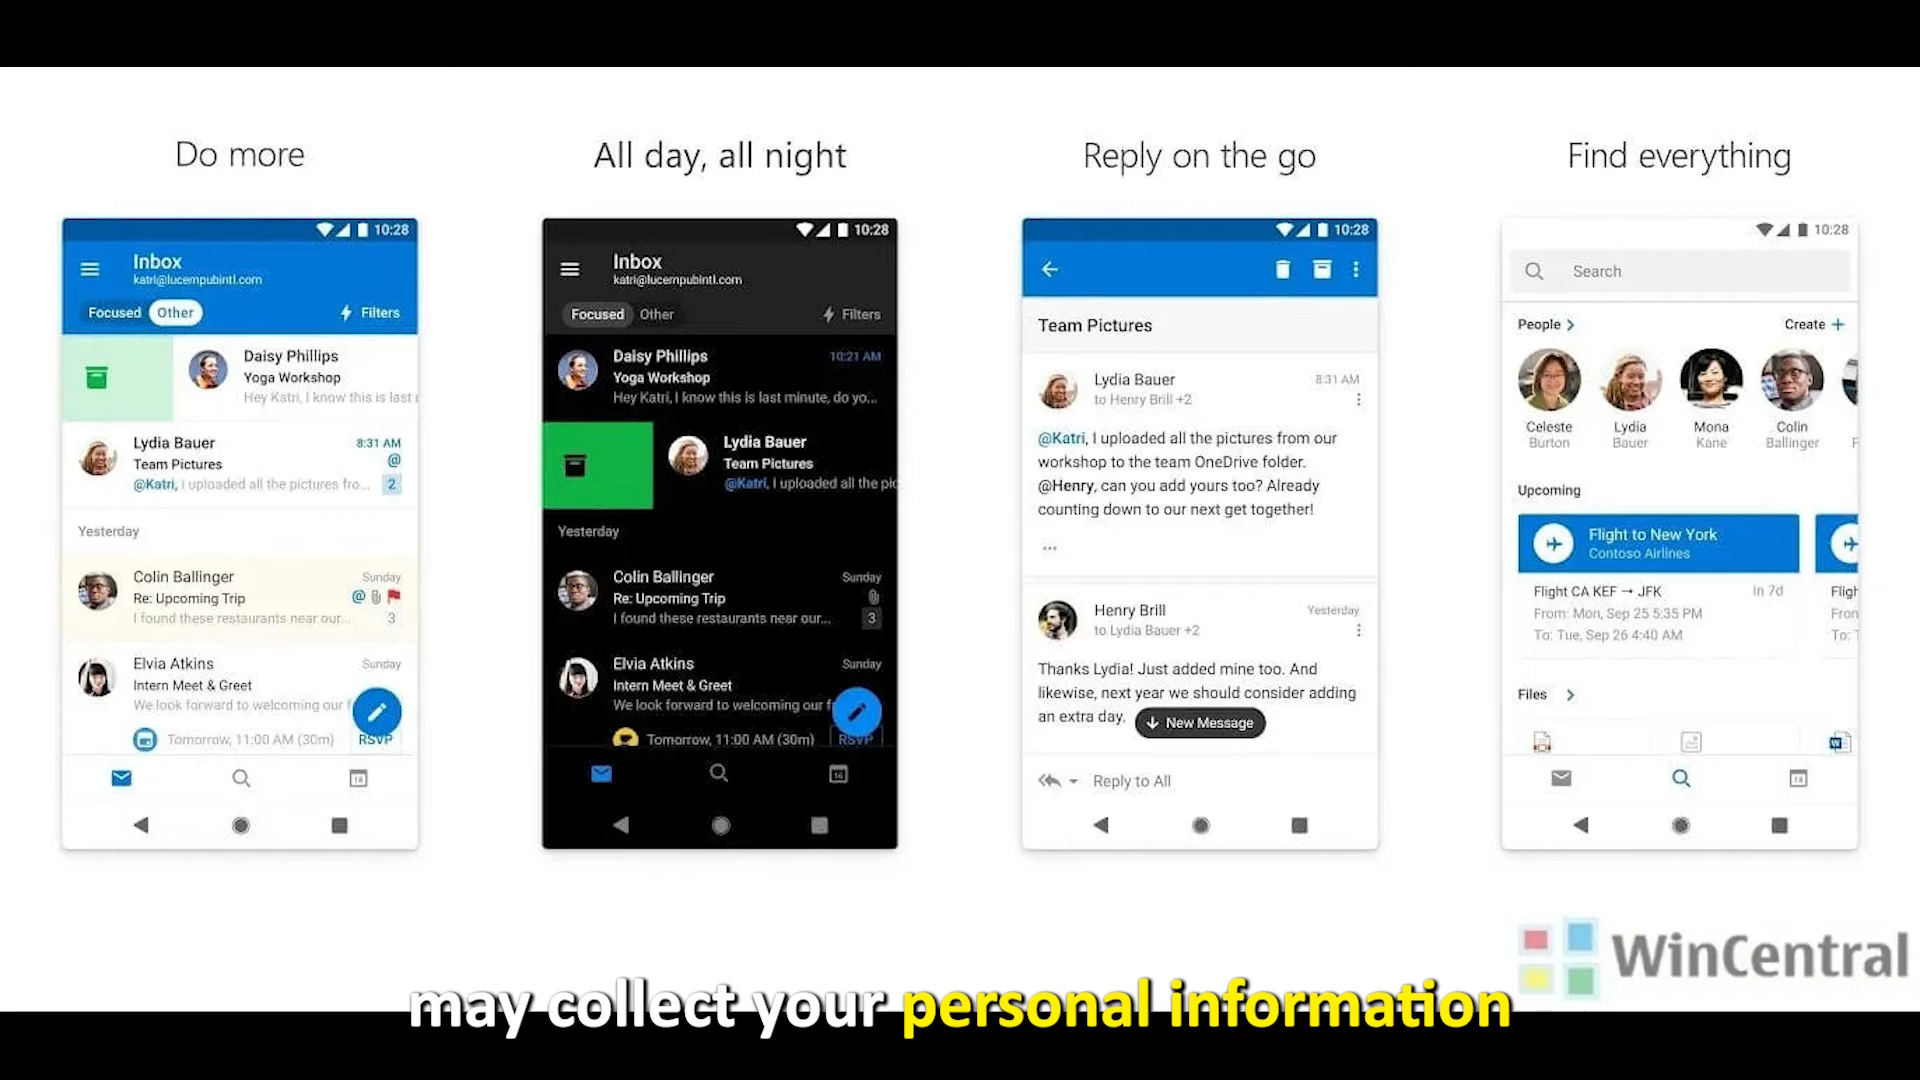 Do more
10:28
Inbox
katri@lucernpubintl.com
Focused Other Filters
Daisy Phillips
Yoga Workshop
Hey Katri, I know this is last
Lydia Bauer 8:31 AM
Team Pictures @
@Katri, I uploaded all the pictures fro... 2
Yesterday
Colin Ballinger Sunday
Re: Upcoming Trip @
I found these restaurants near our... 3
Elvia Atkins Sunday
Intern Meet & Greet
We look forward to welcoming our
Tomorrow, 11:00 AM (30m) RSVP
All day, all night
10:28
Inbox
katri@lucernpubintl.com
Focused Other Filters
Daisy Phillips 10:21 AM
Yoga Workshop
Hey Katri, I know this is last minute, do yo...
Lydia Bauer
Team Pictures
@Katri, I uploaded all the pic
Yesterday
Colin Ballinger Sunday
Re: Upcoming Trip
I found these restaurants near our... 3
Elvia Atkins Sunday
Intern Meet & Greet
We look forward to welcoming our
Tomorrow, 11:00 AM (30m) RSVP
Reply on the go
10:28
Team Pictures
Lydia Bauer 8:31 AM
to Henry Brill +2
@Katri, I uploaded all the pictures from our
workshop to the team OneDrive folder.
@Henry, can you add yours too? Already
counting down to our next get together!
...
Henry Brill Yesterday
to Lydia Bauer +2
Thanks Lydia! Just added mine too. And
likewise, next year we should consider adding
an extra day. New Message
Reply to All
Find everything
10:28
Search
People Create +
Celeste Lydia Mona Colin
Burton Bauer Kane Ballinger
Upcoming
Flight to New York
Contoso Airlines
Flight CA KEF → JFK In 7d
From: Mon, Sep 25 5:35 PM
To: Tue, Sep 26 4:40 AM
Files
WinCentral
may collect your personal information